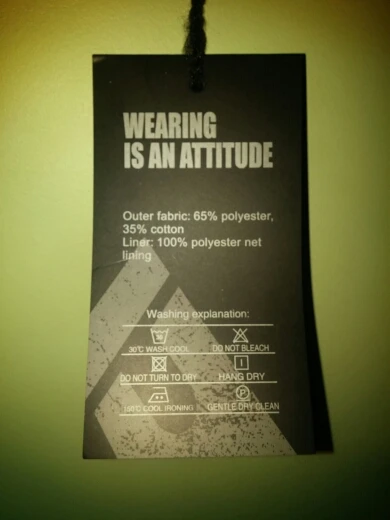 WEARING
IS AN ATTITUDE
Outer fabric: 65% polyester,
35% cotton
Liner: 100% polyester net
lining
Washing explanation:
30
30℃ WASH COOL DO NOT BLEACH
DO NOT TURN TO DRY HANG DRY
P
150℃ COOL IRONING GENTLE DRY CLEAN